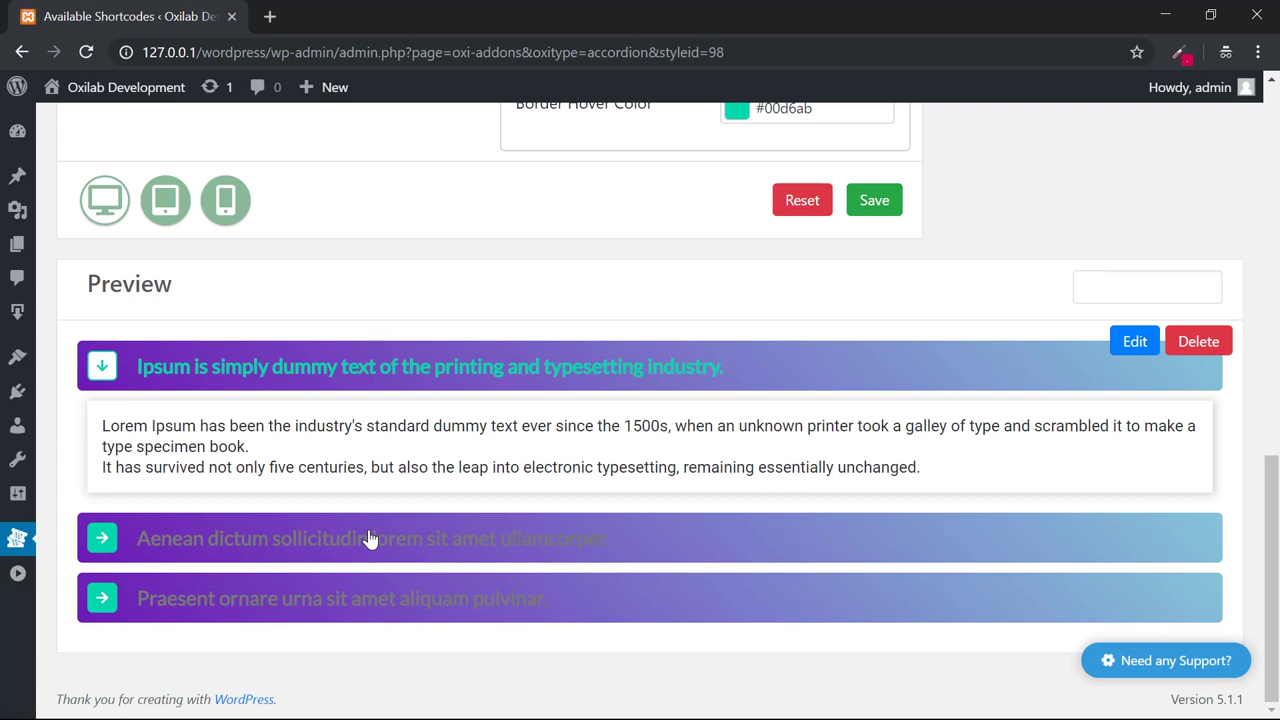 Available Shortcodes ‹ Oxilab De
127.0.0.1/wordpress/wp-admin/admin.php?page=oxi-addons&oxitype=accordion&styleid=98
Oxilab Development 1 0 New Howdy, admin
Border Hover Color #00d6ab
Reset Save
Preview
Edit Delete
Ipsum is simply dummy text of the printing and typesetting industry.
Lorem Ipsum has been the industry's standard dummy text ever since the 1500s, when an unknown printer took a galley of type and scrambled it to make a
type specimen book.
It has survived not only five centuries, but also the leap into electronic typesetting, remaining essentially unchanged.
Aenean dictum sollicitudin lorem sit amet ullamcorper
Praesent ornare urna sit amet aliquam pulvinar.
Need any Support?
Thank you for creating with WordPress. Version 5.1.1